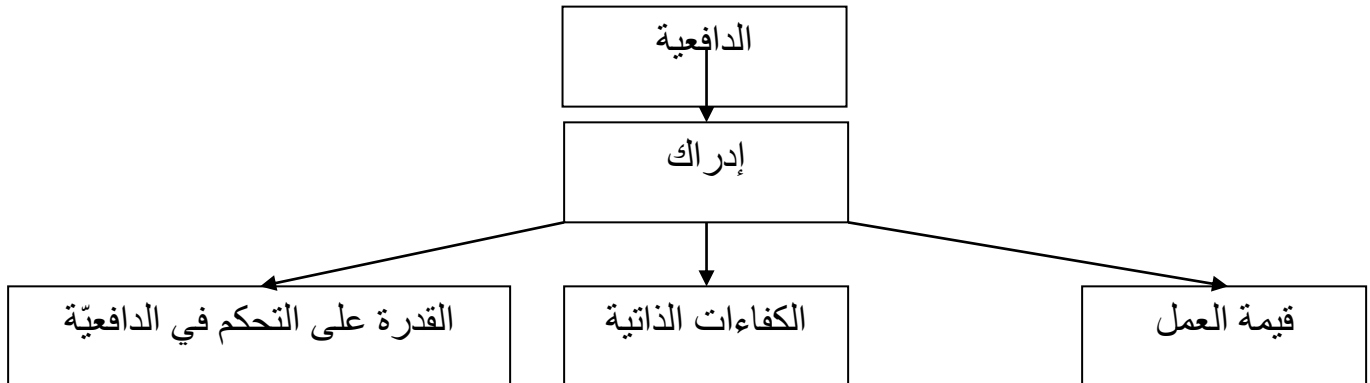 الدافعية
إدراك
قيمة العمل
الكفاءات الذاتية
القدرة على التحكم في الدافعيّة